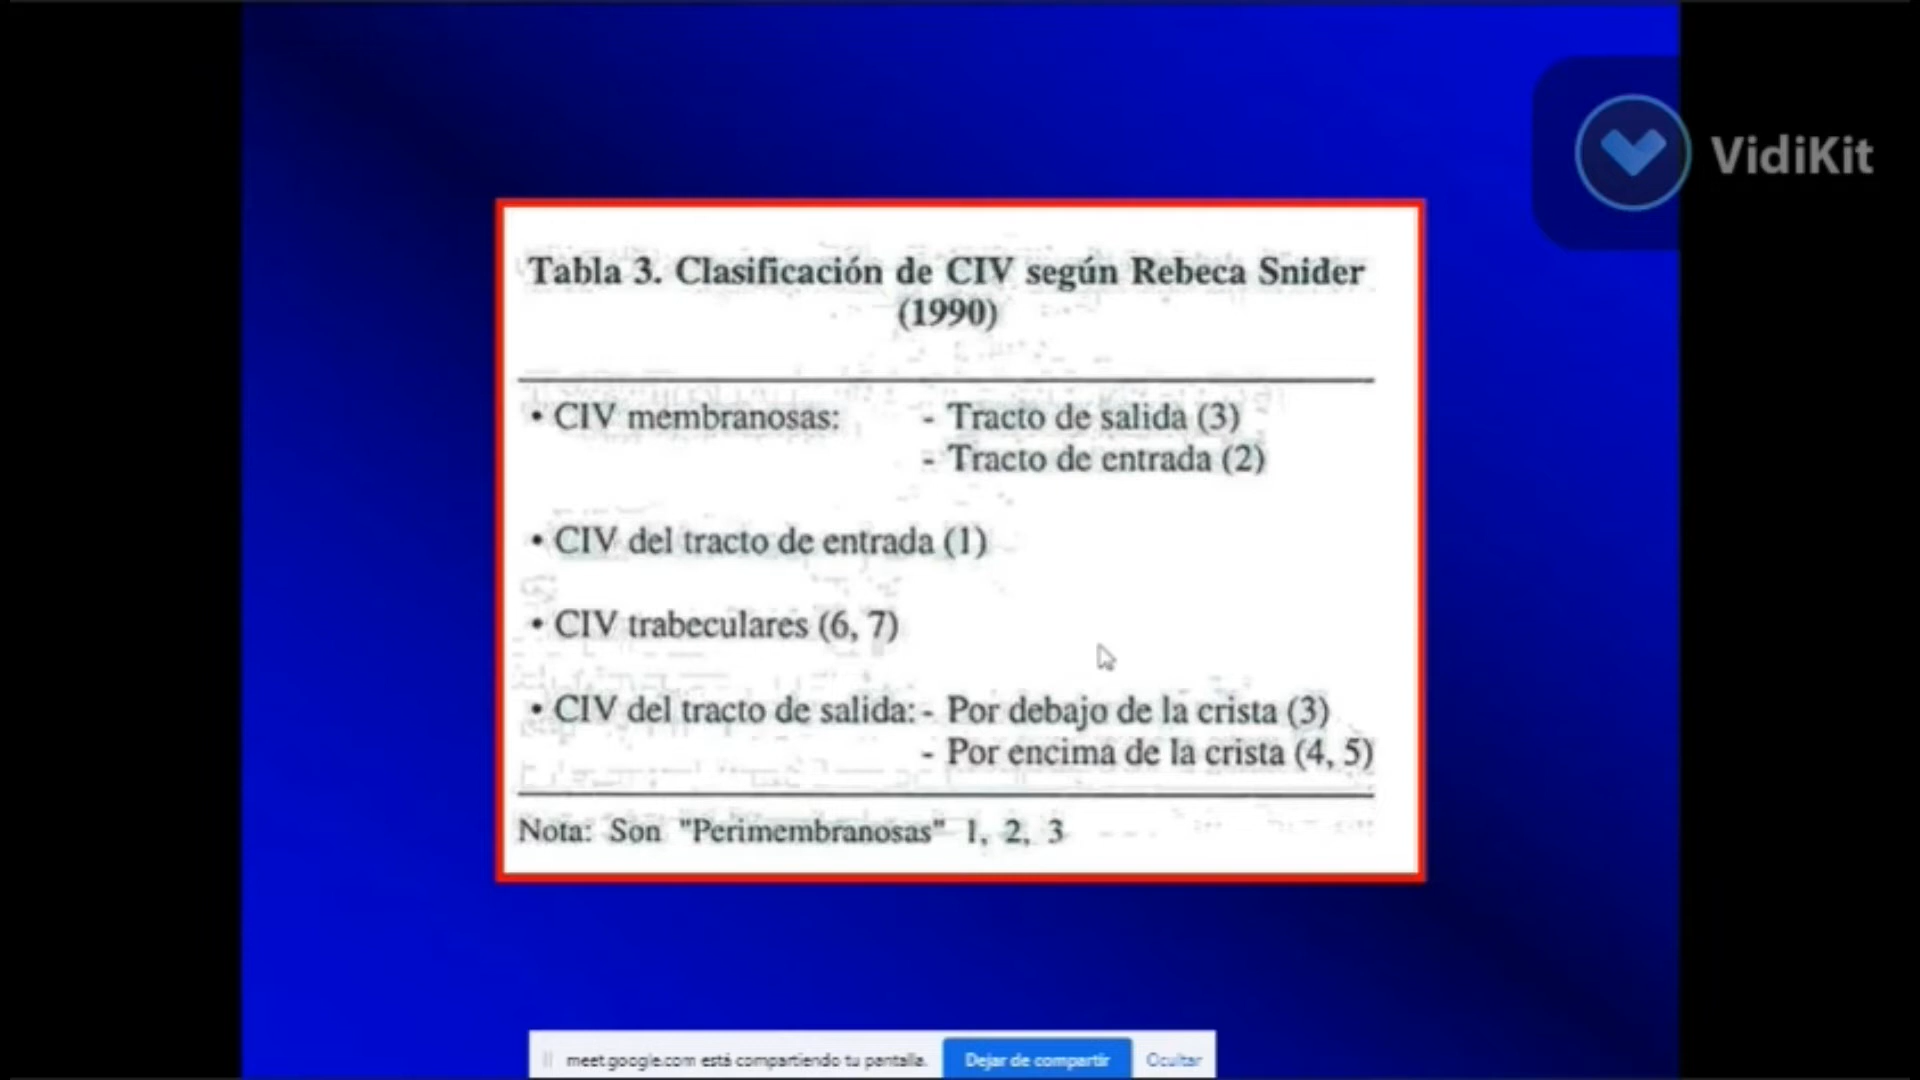 VidiKit
Tabla 3. Clasificación de CIV según Rebeca Snider
(1990)
• CIV membranosas: - Tracto de salida (3)
- Tracto de entrada (2)
• CIV del tracto de entrada (1)
• CIV trabeculares (6, 7)
• CIV del tracto de salida: - Por debajo de la crista (3)
- Por encima de la crista (4, 5)
Nota: Son "Perimembranosas" 1, 2, 3
meet.google.com está compartiendo tu pantalla. Dejar de compartir Ocultar